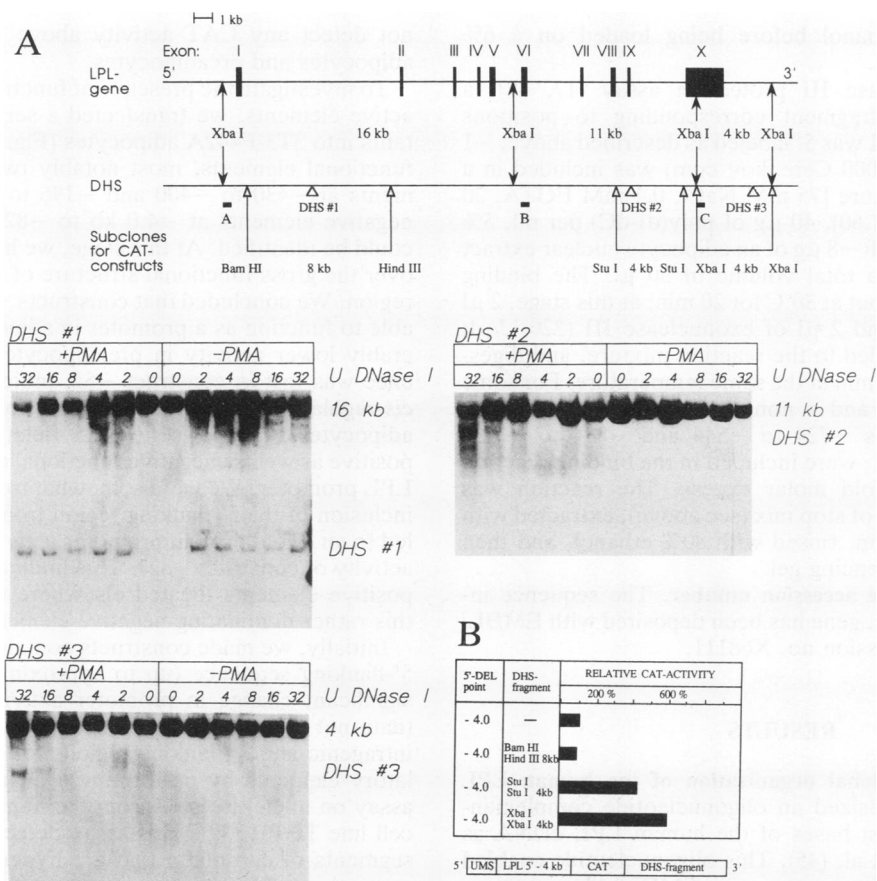 1 kb
A
Exon: I II III IV V VI VII VIII IX X
LPL-gene 5' 3'
Xba I 16 kb Xba I 11 kb Xba I 4 kb Xba I
DHS
A DHS #1 B DHS #2 C DHS #3
Subclones for CAT-constructs
Bam HI 8 kb Hind III Stu I 4 kb Stu I Xba I 4 kb Xba I
DHS #1
+PMA -PMA
32 16 8 4 2 0 0 2 4 8 16 32 U DNase I
16 kb
DHS #1
DHS #2
+PMA -PMA
32 16 8 4 2 0 0 2 4 8 16 32 U DNase I
11 kb
DHS #2
DHS #3
+PMA -PMA
32 16 8 4 2 0 0 2 4 8 16 32 U DNase I
4 kb
DHS #3
B
5'-DEL point DHS-fragment RELATIVE CAT-ACTIVITY
200 % 600 %
- 4.0 —
- 4.0 Bam HI Hind III 8kb
- 4.0 Stu I Stu I 4kb
- 4.0 Xba I Xba I 4kb
5' UMS LPL 5' - 4 kb CAT DHS-fragment 3'